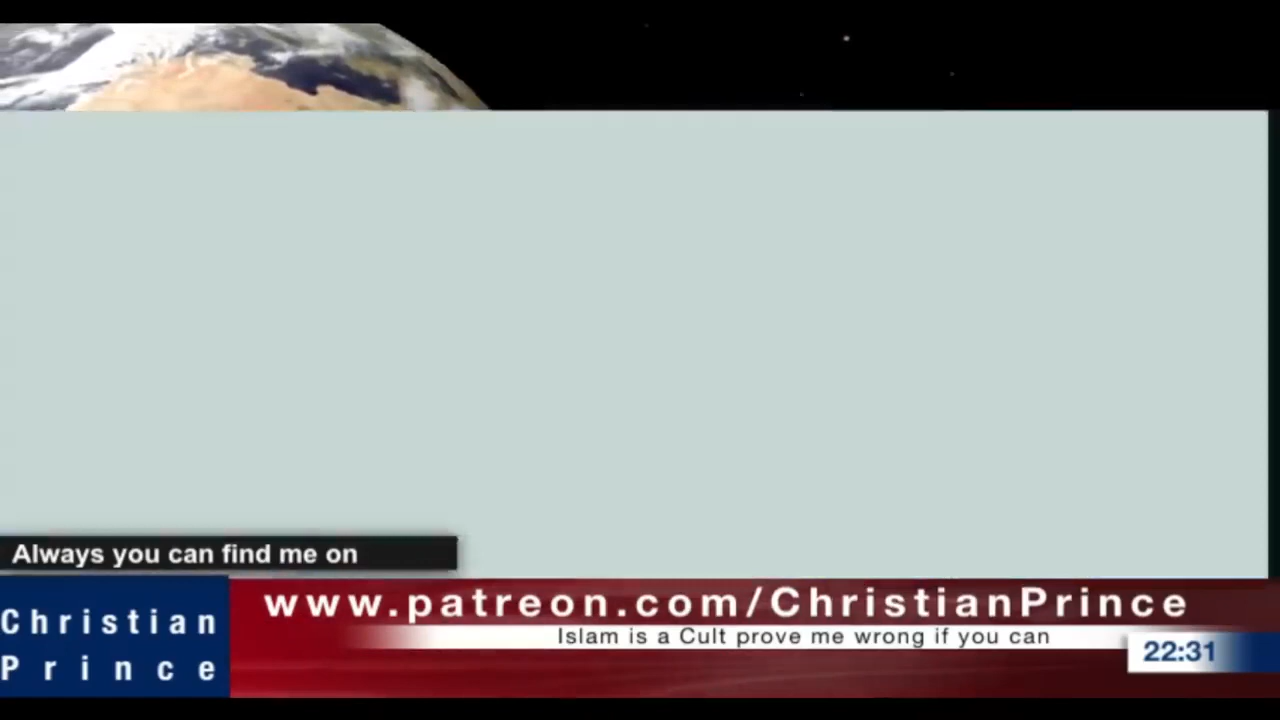 Always you can find me on
www.patreon.com/ChristianPrince
Islam is a Cult prove me wrong if you can
Christian
Prince
22:31